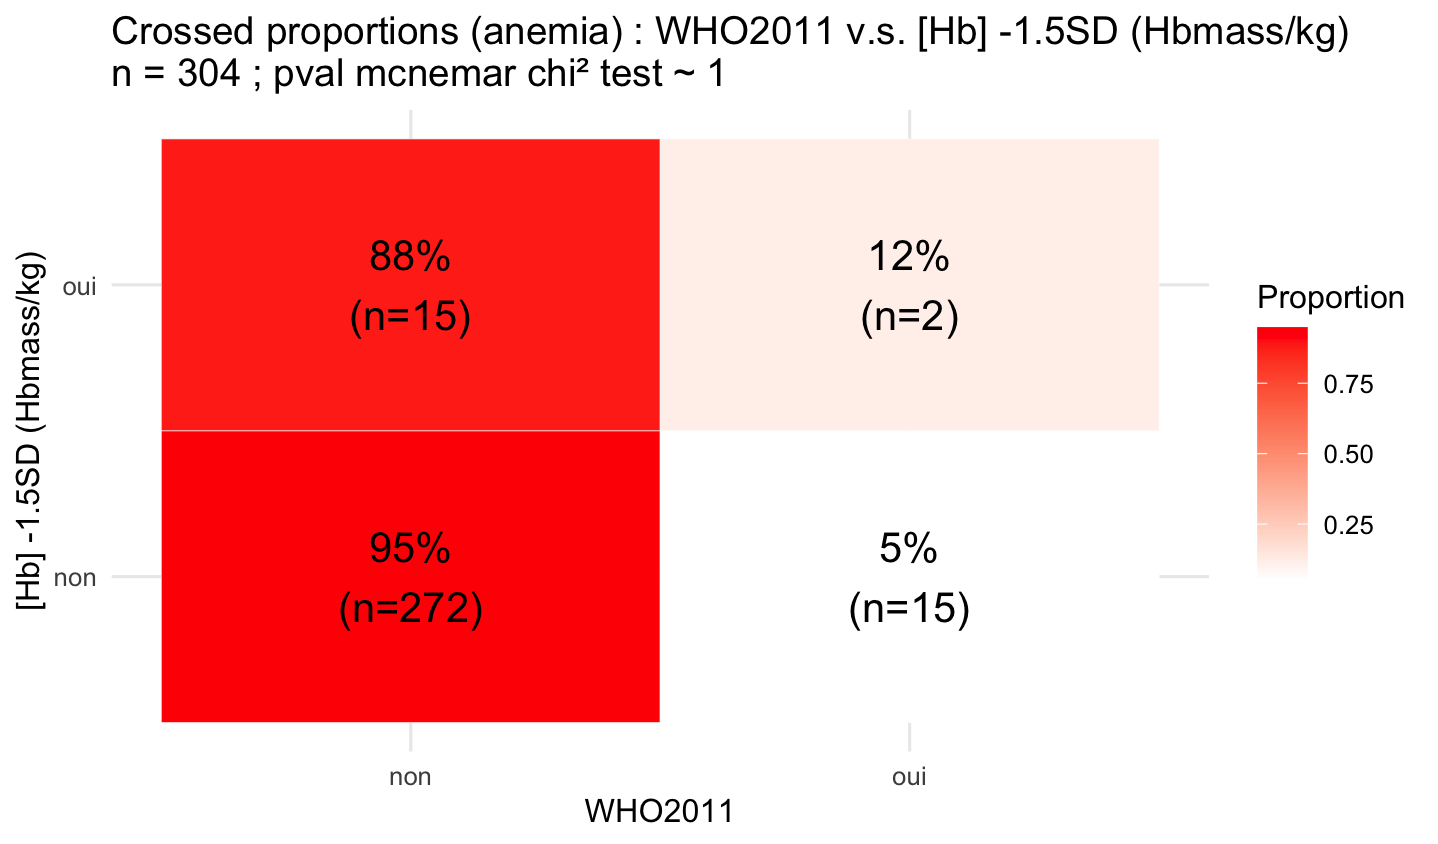 Crossed proportions (anemia) : WHO2011 v.s. [Hb] -1.5SD (Hbmass/kg)
n = 304 ; pval mcnemar chi² test ~ 1
[Hb] -1.5SD (Hbmass/kg)
oui
non
88%
(n=15)
12%
(n=2)
95%
(n=272)
5%
(n=15)
non
oui
WHO2011
Proportion
0.75
0.50
0.25